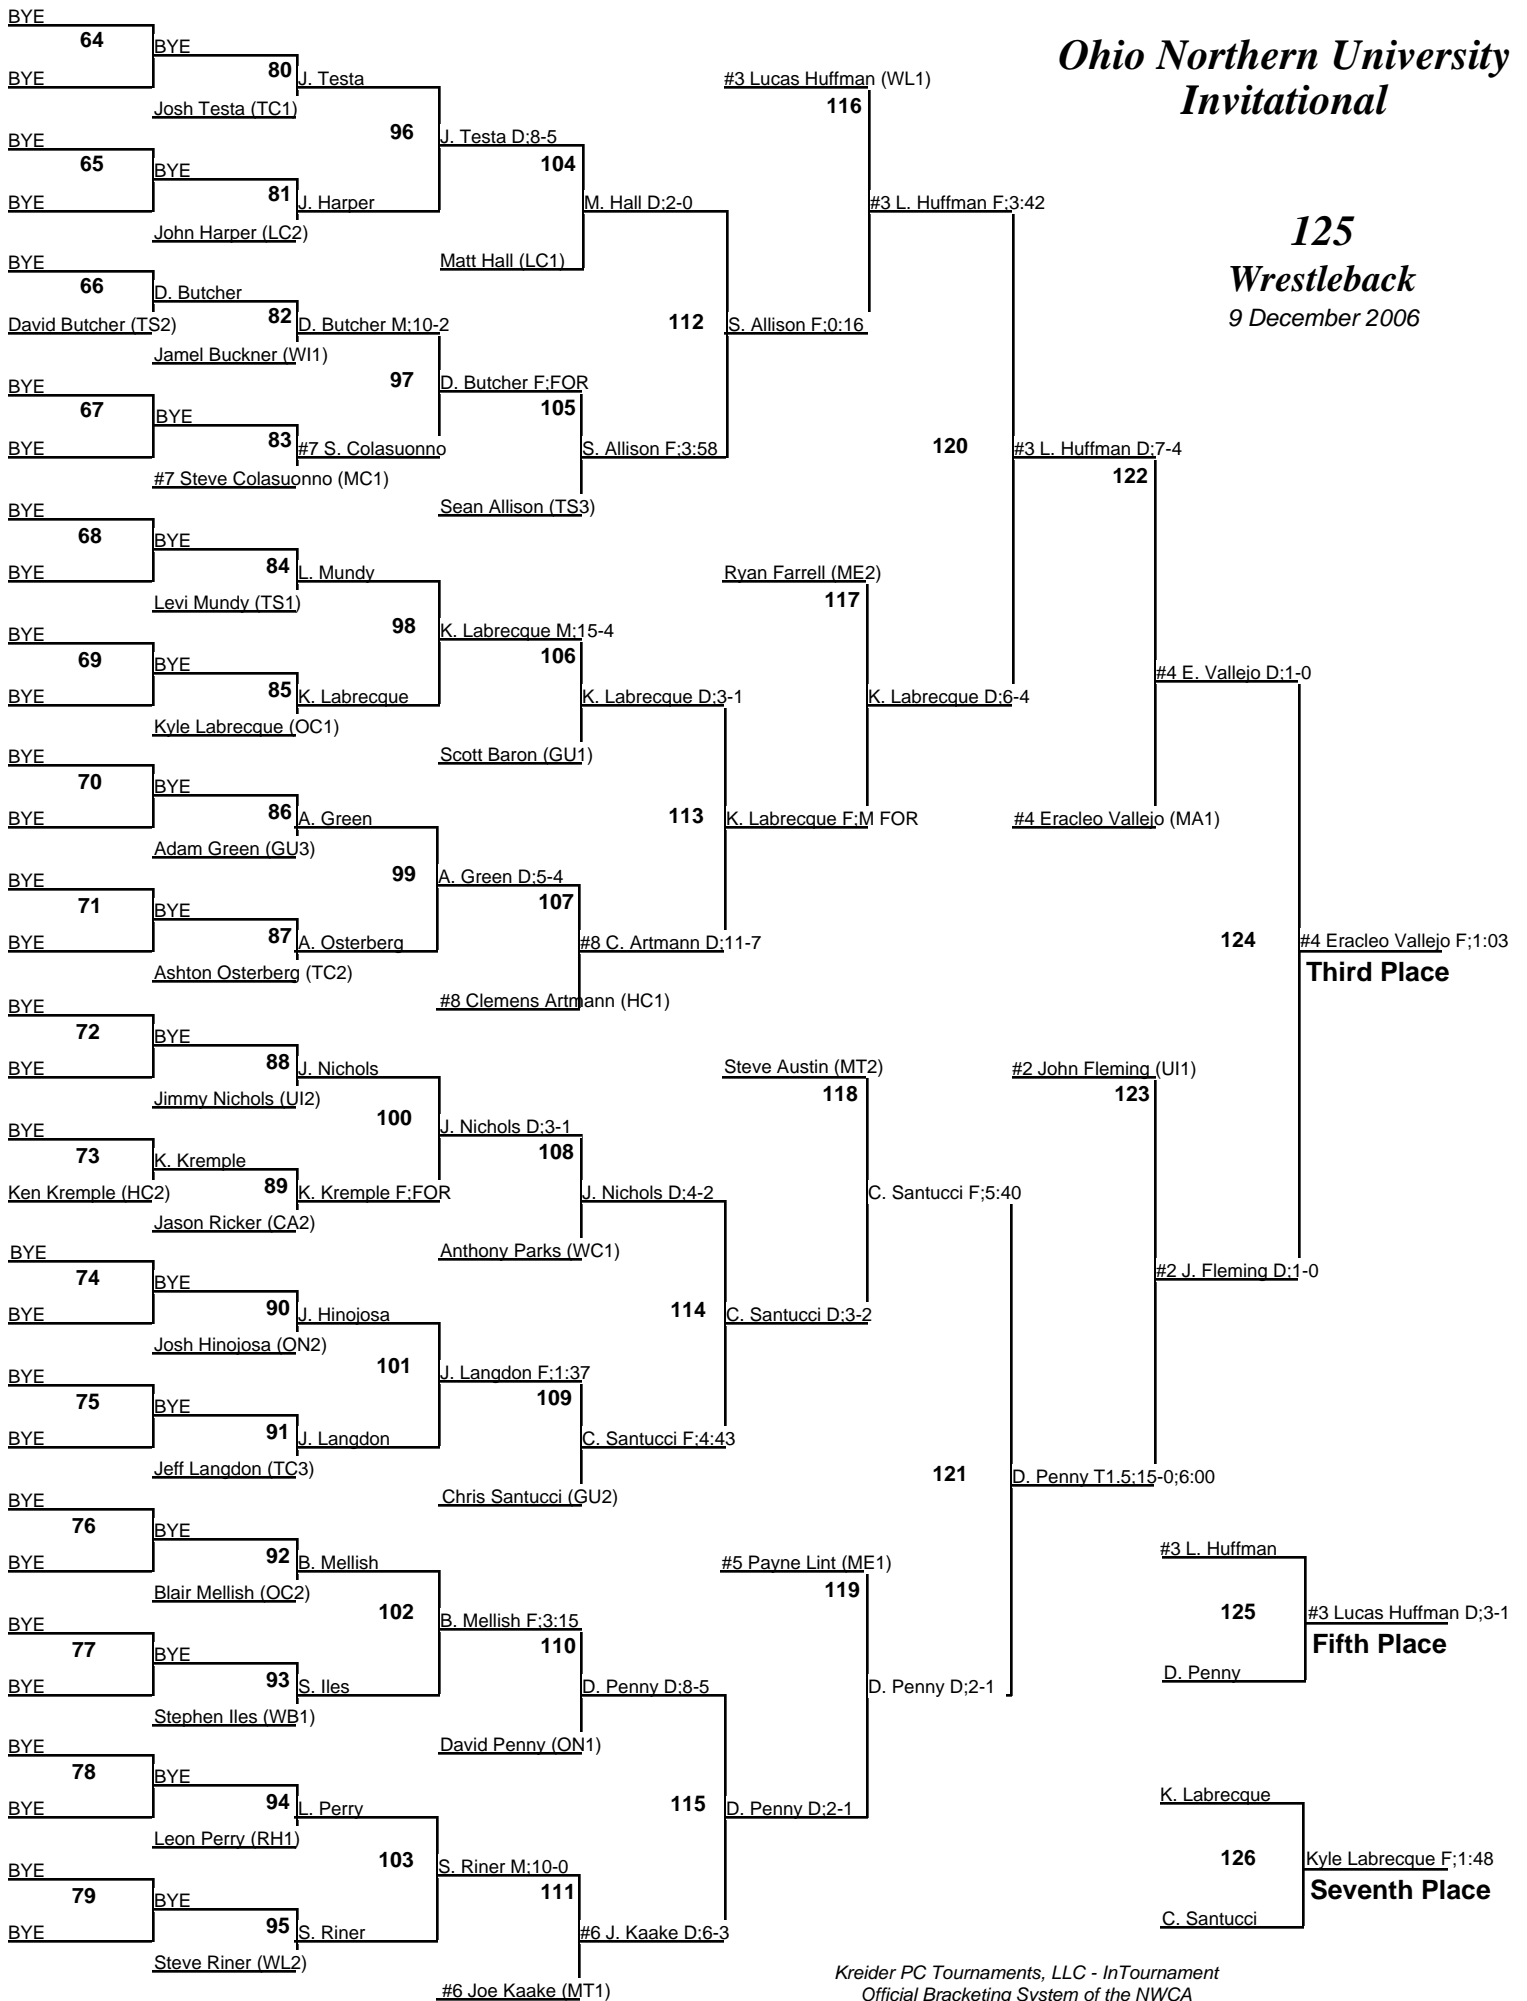 BYE
Ohio Northern University
Invitational
64
BYE
BYE
80
J. Testa
#3 Lucas Huffman (WL1)
Josh Testa (TC1)
116
96
BYE
J. Testa D;8-5
65
BYE
104
BYE
81
J. Harper
M. Hall D;2-0
#3 L. Huffman F;3:42
John Harper (LC2)
125
BYE
Matt Hall (LC1)
Wrestleback
66
D. Butcher
David Butcher (TS2)
82
D. Butcher M;10-2
112
S. Allison F;0:16
9 December 2006
Jamel Buckner (WI1)
BYE
97
D. Butcher F;FOR
67
BYE
105
BYE
83
#7 S. Colasuonno
S. Allison F;3:58
120
#3 L. Huffman D;7-4
#7 Steve Colasuonno (MC1)
122
BYE
Sean Allison (TS3)
68
BYE
BYE
84
L. Mundy
Ryan Farrell (ME2)
Levi Mundy (TS1)
117
BYE
98
K. Labrecque M;15-4
69
BYE
106
#4 E. Vallejo D;1-0
BYE
85
K. Labrecque
K. Labrecque D;3-1
K. Labrecque D;6-4
Kyle Labrecque (OC1)
BYE
Scott Baron (GU1)
70
BYE
BYE
86
A. Green
113
K. Labrecque F;M FOR
#4 Eracleo Vallejo (MA1)
Adam Green (GU3)
BYE
99
A. Green D;5-4
71
BYE
107
BYE
87
A. Osterberg
#8 C. Artmann D;11-7
124
#4 Eracleo Vallejo F;1:03
Ashton Osterberg (TC2)
Third Place
BYE
#8 Clemens Artmann (HC1)
72
BYE
BYE
88
J. Nichols
Steve Austin (MT2)
#2 John Fleming (UI1)
Jimmy Nichols (UI2)
118
123
BYE
100
J. Nichols D;3-1
73
K. Kremple
108
Ken Kremple (HC2)
89
K. Kremple F;FOR
J. Nichols D;4-2
C. Santucci F;5:40
Jason Ricker (CA2)
BYE
Anthony Parks (WC1)
74
BYE
#2 J. Fleming D;1-0
BYE
90
J. Hinojosa
114
C. Santucci D;3-2
Josh Hinojosa (ON2)
BYE
101
J. Langdon F;1:37
75
BYE
109
BYE
91
J. Langdon
C. Santucci F;4:43
Jeff Langdon (TC3)
121
D. Penny T1.5;15-0;6:00
BYE
Chris Santucci (GU2)
76
BYE
BYE
92
B. Mellish
#5 Payne Lint (ME1)
#3 L. Huffman
Blair Mellish (OC2)
119
BYE
102
B. Mellish F;3:15
125
#3 Lucas Huffman D;3-1
77
BYE
110
Fifth Place
BYE
93
S. Iles
D. Penny D;8-5
D. Penny D;2-1
D. Penny
Stephen Iles (WB1)
BYE
David Penny (ON1)
78
BYE
BYE
94
L. Perry
115
D. Penny D;2-1
K. Labrecque
Leon Perry (RH1)
BYE
103
S. Riner M;10-0
126
Kyle Labrecque F;1:48
79
BYE
111
Seventh Place
BYE
95
S. Riner
#6 J. Kaake D;6-3
C. Santucci
Steve Riner (WL2)
#6 Joe Kaake (MT1)
Kreider PC Tournaments, LLC - InTournament
Official Bracketing System of the NWCA